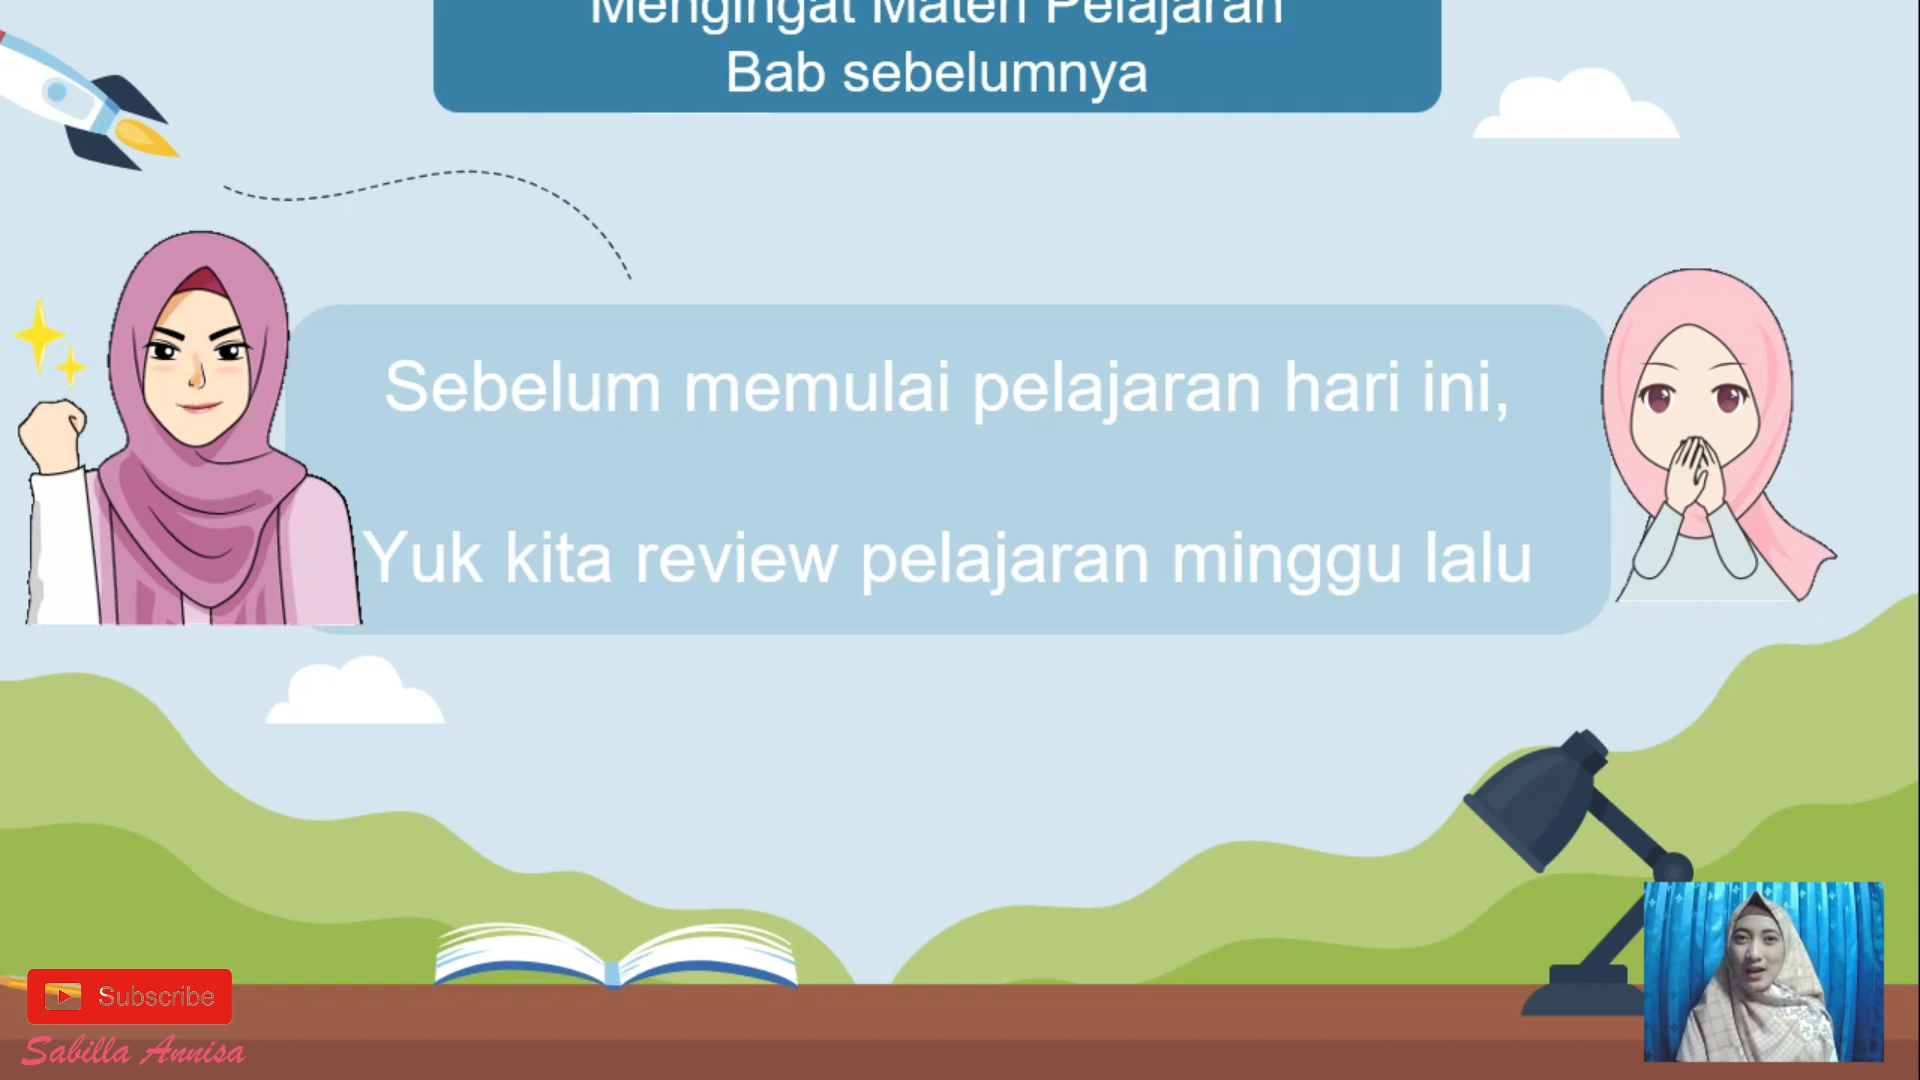 Mengingat Materi Pelajaran
Bab sebelumnya
Sebelum memulai pelajaran hari ini,
Yuk kita review pelajaran minggu lalu
Subscribe
Sabilla Annisa